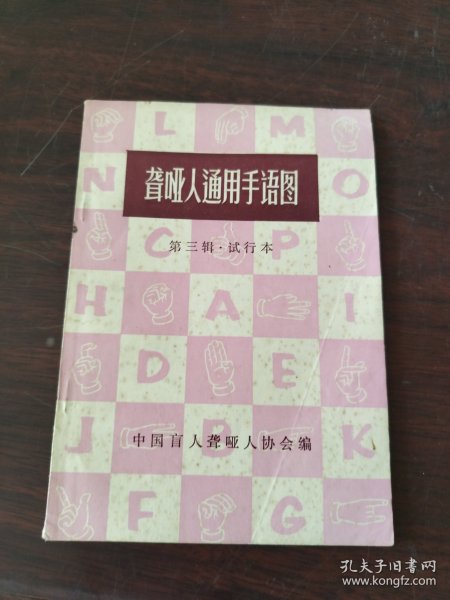 L M
聋哑人通用手语图
N O
第三辑·试行本
C P
H A I
D E
J B K
中国盲人聋哑人协会编
F G
孔夫子旧书网
www.kongfz.com